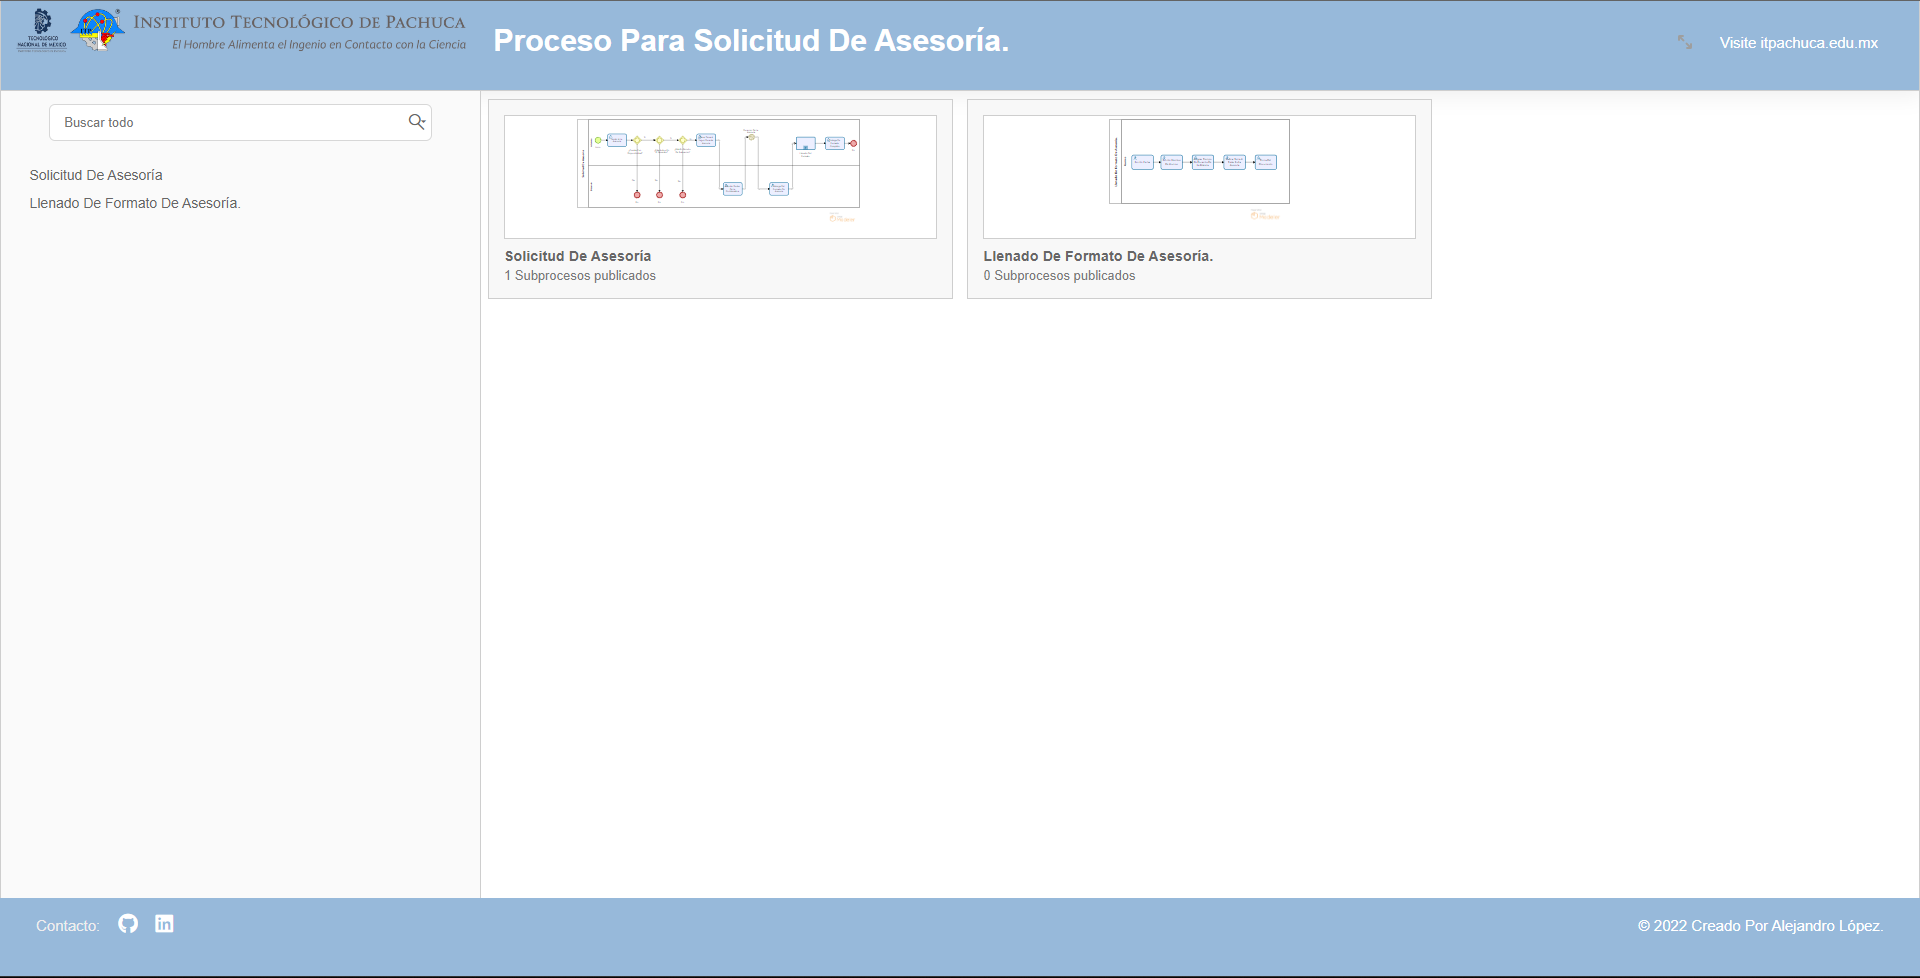 TECNOLÓGICO
NACIONAL DE MÉXICO
INSTITUTO TECNOLÓGICO DE PACHUCA
El Hombre Alimenta el Ingenio en Contacto con la Ciencia
Proceso Para Solicitud De Asesoría.
Visite itpachuca.edu.mx
Buscar todo
Solicitud De Asesoría
Llenado De Formato De Asesoría.
Solicitud De Asesoría
1 Subprocesos publicados
Llenado De Formato De Asesoría.
0 Subprocesos publicados
Contacto:
© 2022 Creado Por Alejandro López.